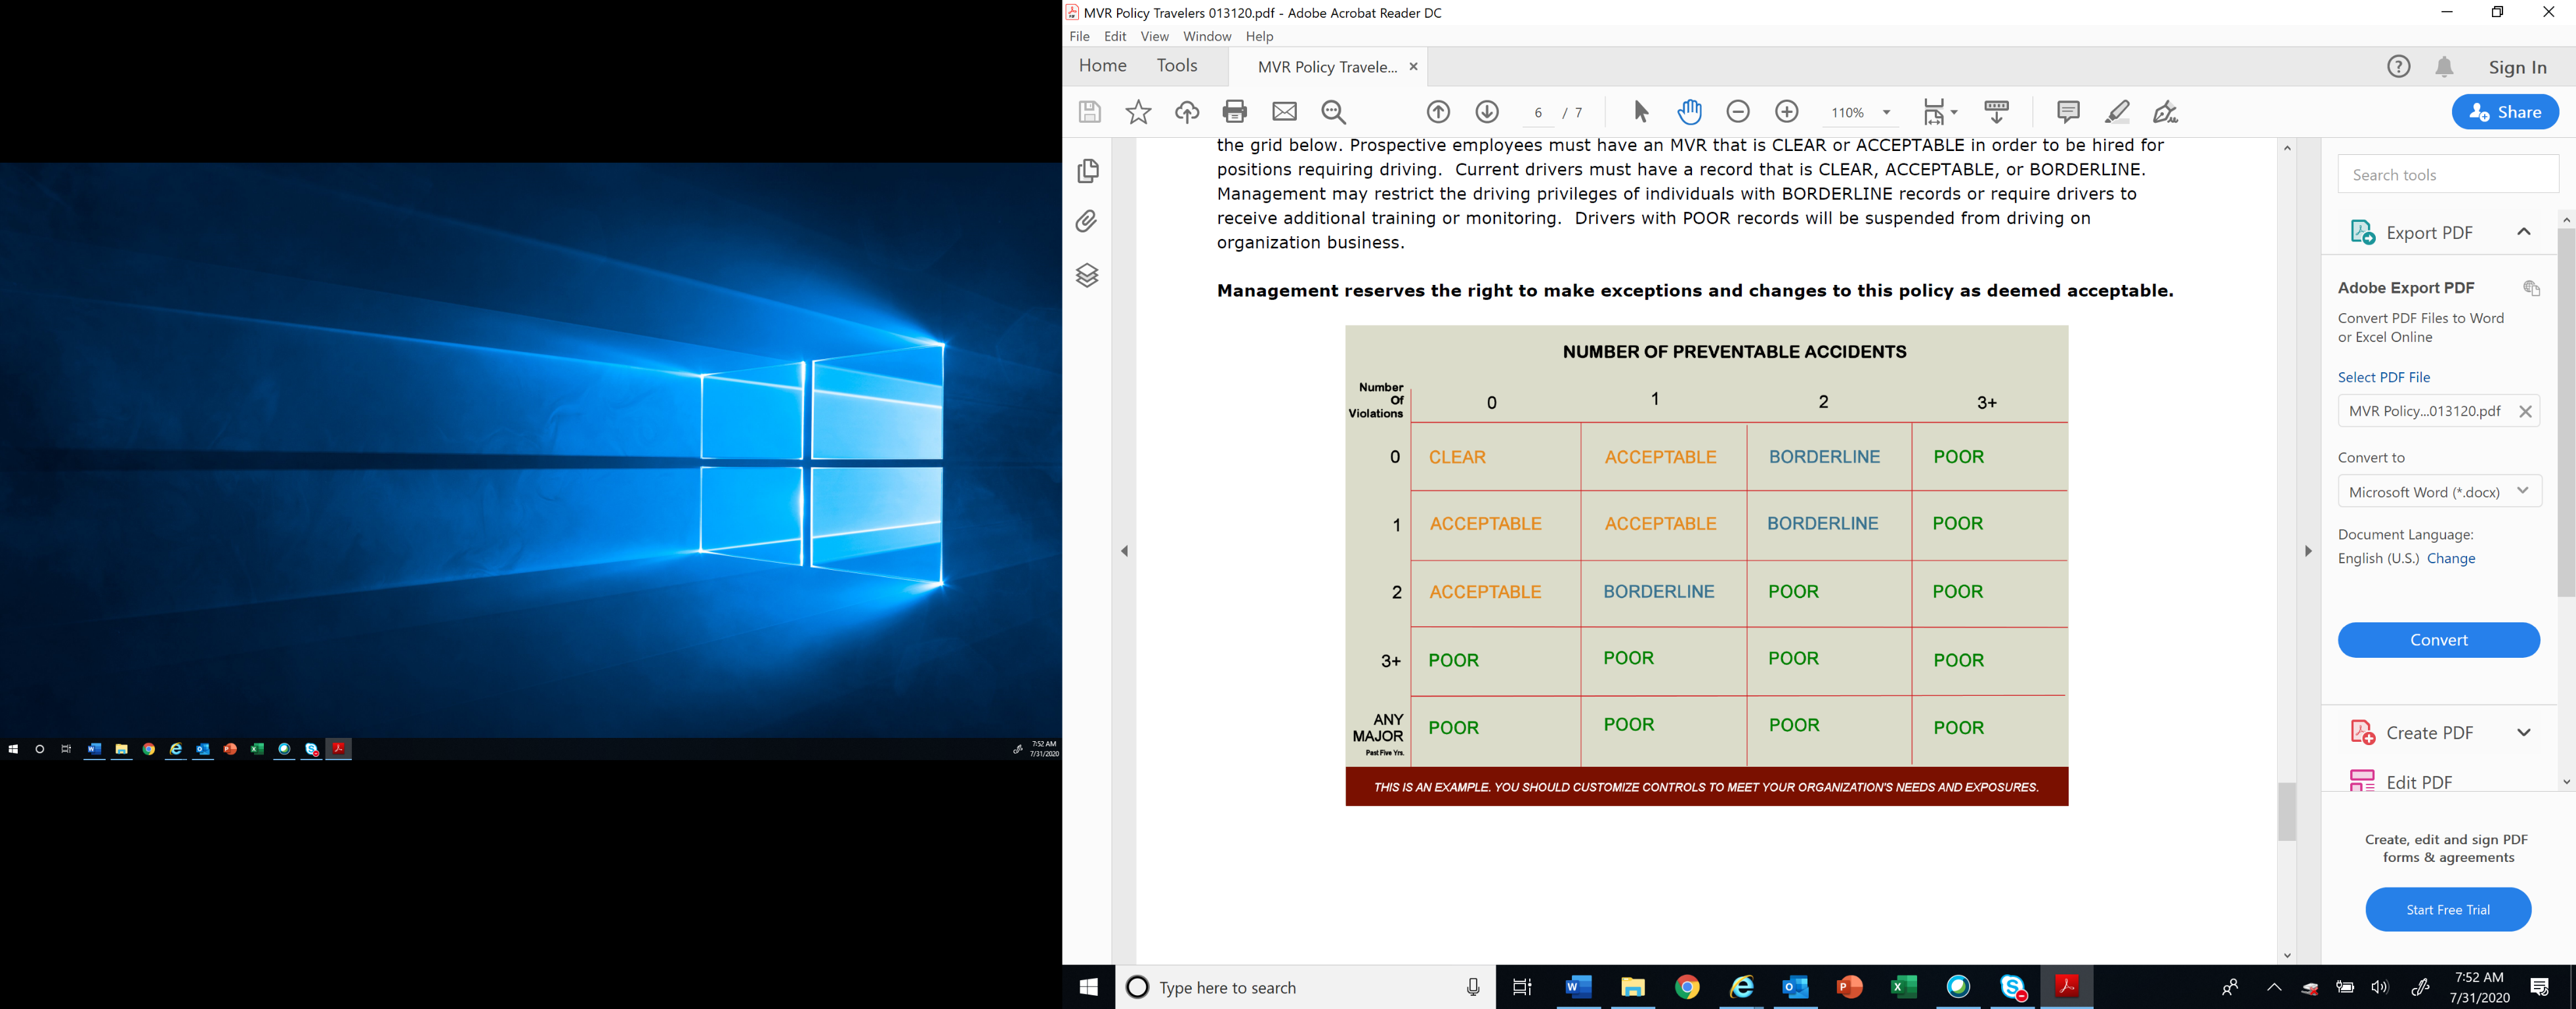 7:52 AM
7/31/2020
MVR Policy Travelers 013120.pdf - Adobe Acrobat Reader DC
File Edit View Window Help
Home Tools MVR Policy Travele... ×
Sign In
6 / 7
110%
Share
the grid below. Prospective employees must have an MVR that is CLEAR or ACCEPTABLE in order to be hired for
positions requiring driving. Current drivers must have a record that is CLEAR, ACCEPTABLE, or BORDERLINE.
Management may restrict the driving privileges of individuals with BORDERLINE records or require drivers to
receive additional training or monitoring. Drivers with POOR records will be suspended from driving on
organization business.
Management reserves the right to make exceptions and changes to this policy as deemed acceptable.
NUMBER OF PREVENTABLE ACCIDENTS
Number
Of
Violations
0 1 2 3+
0 CLEAR ACCEPTABLE BORDERLINE POOR
1 ACCEPTABLE ACCEPTABLE BORDERLINE POOR
2 ACCEPTABLE BORDERLINE POOR POOR
3+ POOR POOR POOR POOR
ANY
MAJOR
Past Five Yrs.
POOR POOR POOR POOR
THIS IS AN EXAMPLE. YOU SHOULD CUSTOMIZE CONTROLS TO MEET YOUR ORGANIZATION'S NEEDS AND EXPOSURES.
Search tools
Export PDF
Adobe Export PDF
Convert PDF Files to Word
or Excel Online
Select PDF File
MVR Policy...013120.pdf
Convert to
Microsoft Word (*.docx)
Document Language:
English (U.S.) Change
Convert
Create PDF
Edit PDF
Create, edit and sign PDF
forms & agreements
Start Free Trial
Type here to search
7:52 AM
7/31/2020